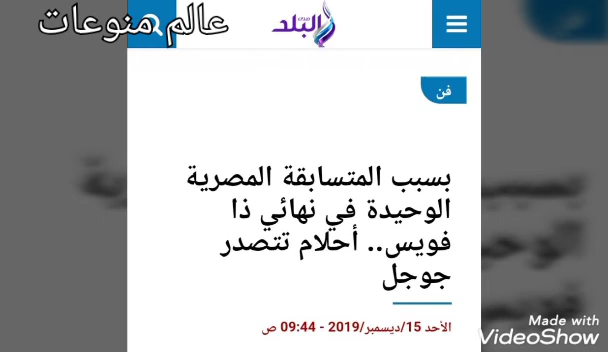 عالم منوعات
صدى البلد
فن
بسبب المتسابقة المصرية
الوحيدة في نهائي ذا
فويس.. أحلام تتصدر
جوجل
الأحد 15/ديسمبر/2019 - 09:44 ص
Made with
VideoShow